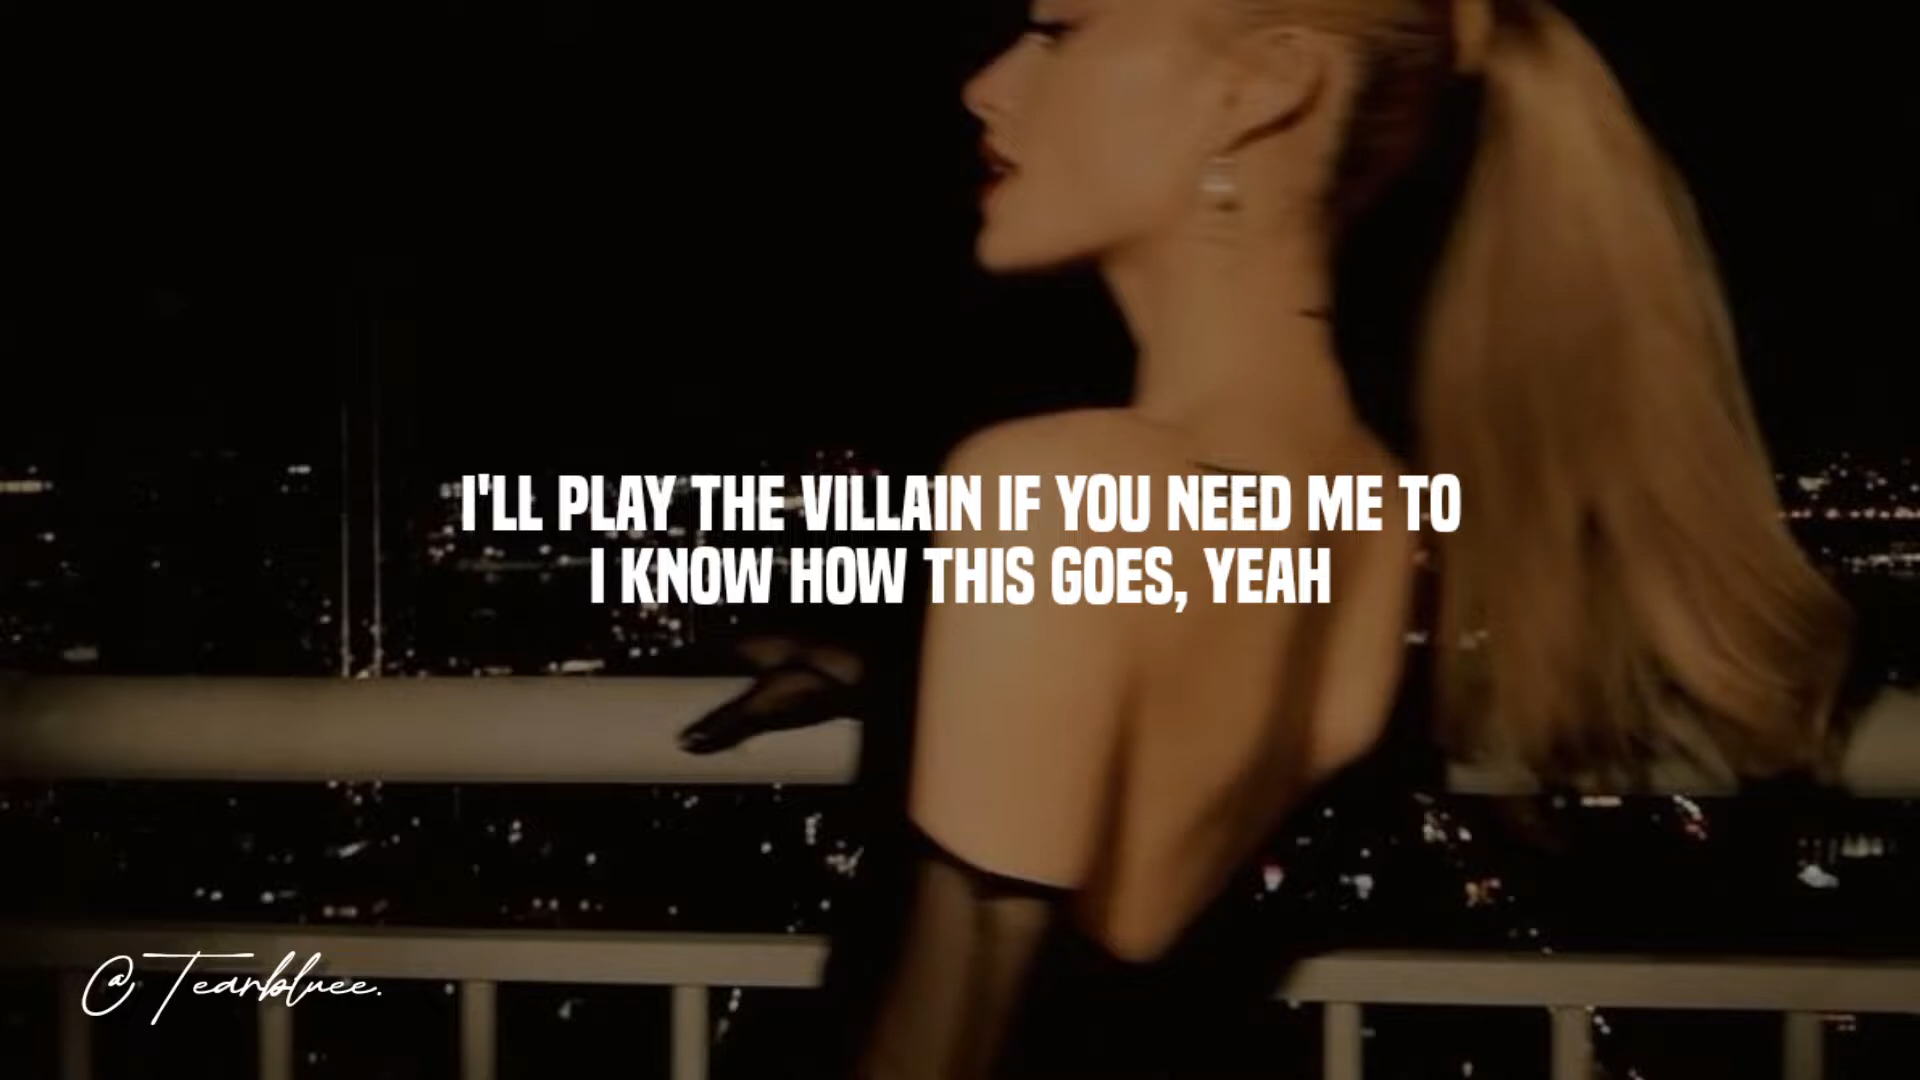 I'LL PLAY THE VILLAIN IF YOU NEED ME TO
I KNOW HOW THIS GOES, YEAH
@Tearbluee.